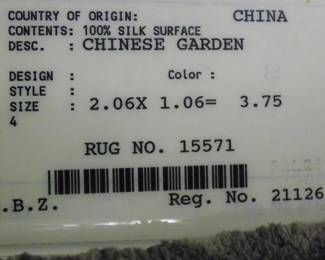 COUNTRY OF ORIGIN: CHINA
CONTENTS: 100% SILK SURFACE
DESC. : CHINESE GARDEN
DESIGN : Color :
STYLE :
SIZE : 2.06X 1.06= 3.75
4
RUG NO. 15571
.B.Z. Reg. No. 21126